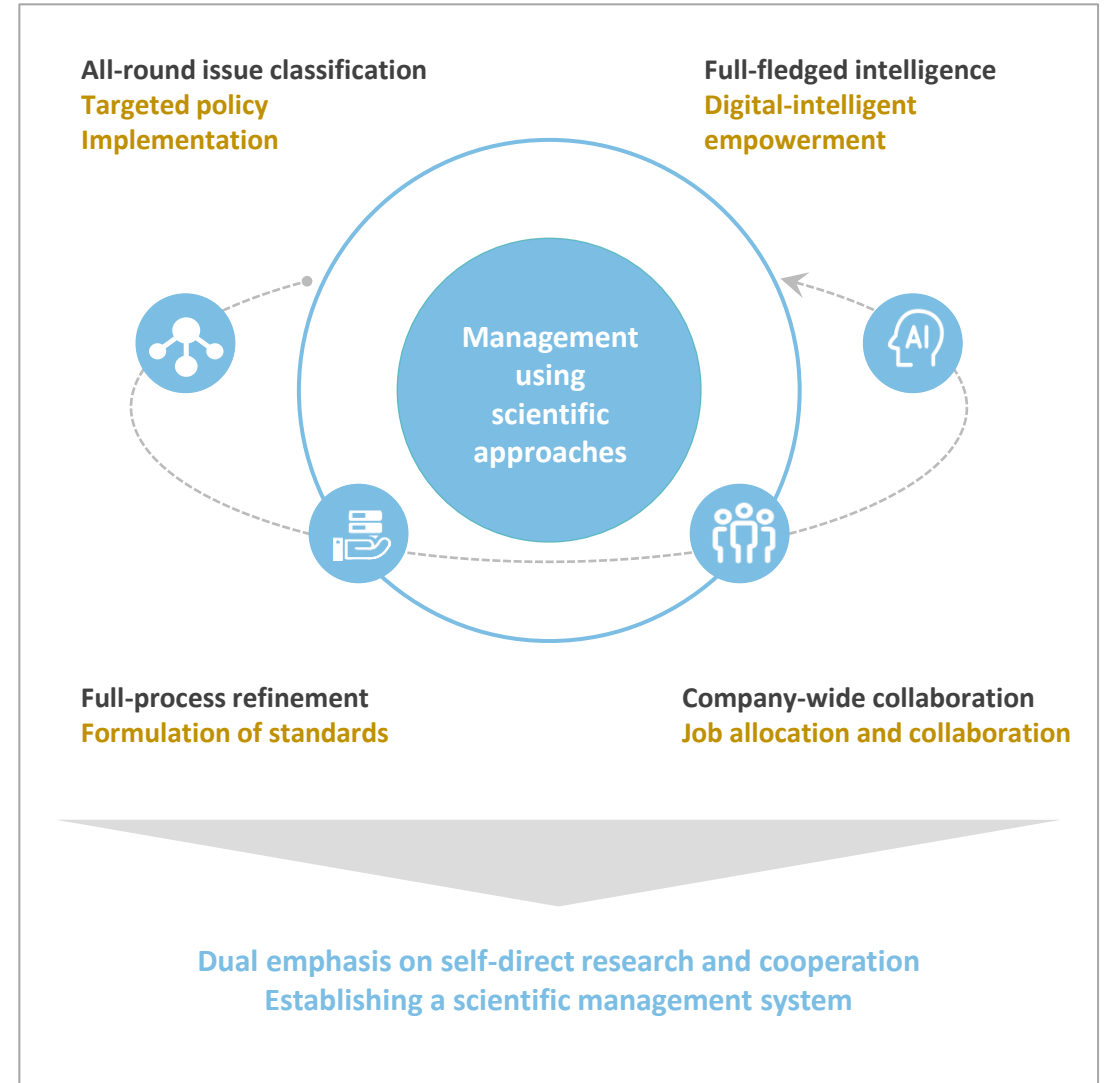 All-round issue classification
Targeted policy
Implementation
Full-fledged intelligence
Digital-intelligent
empowerment
Management
using
scientific
approaches
AI
Full-process refinement
Formulation of standards
Company-wide collaboration
Job allocation and collaboration
Dual emphasis on self-direct research and cooperation
Establishing a scientific management system